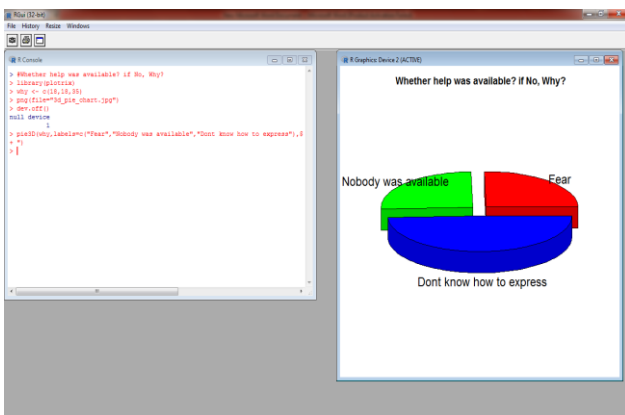 RGui (32-bit)
File History Resize Windows
R Console
> #Whether help was available? if No, Why?
> library(plotrix)
> why <- c(18,18,35)
> png(file="3d_pie_chart.jpg")
> dev.off()
null device
1
> pie3D(why,labels=c("Fear","Nobody was available","Dont know how to express"),$
+ ")
>
R Graphics: Device 2 (ACTIVE)
Whether help was available? if No, Why?
Nobody was available
Fear
Dont know how to express